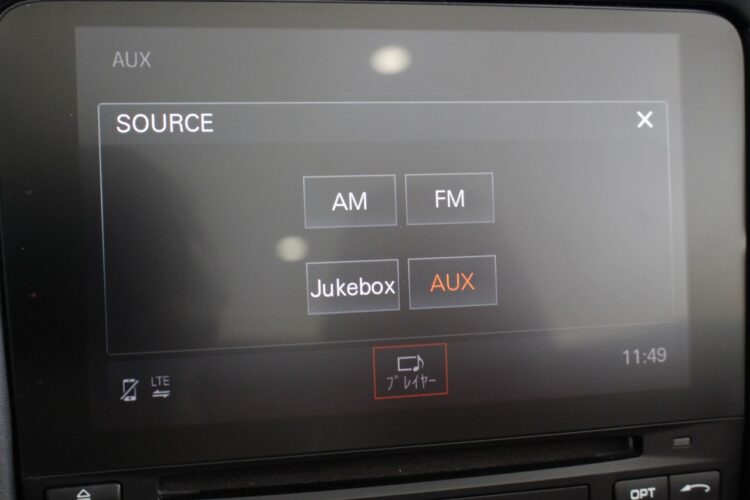 AUX
SOURCE
AM
FM
Jukebox
AUX
プレイヤー
11:49
LTE
OPT